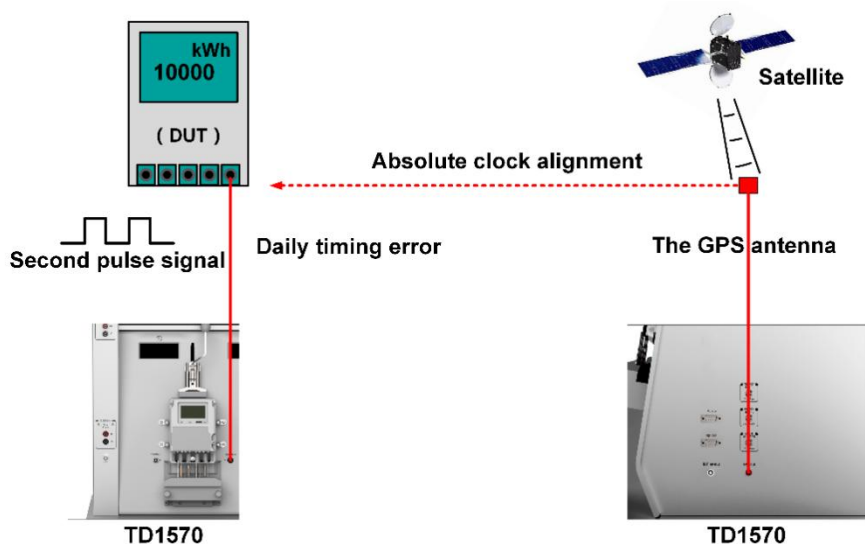 kWh
10000
( DUT )
Satellite
Absolute clock alignment
Second pulse signal
Daily timing error
The GPS antenna
TD1570
TD1570